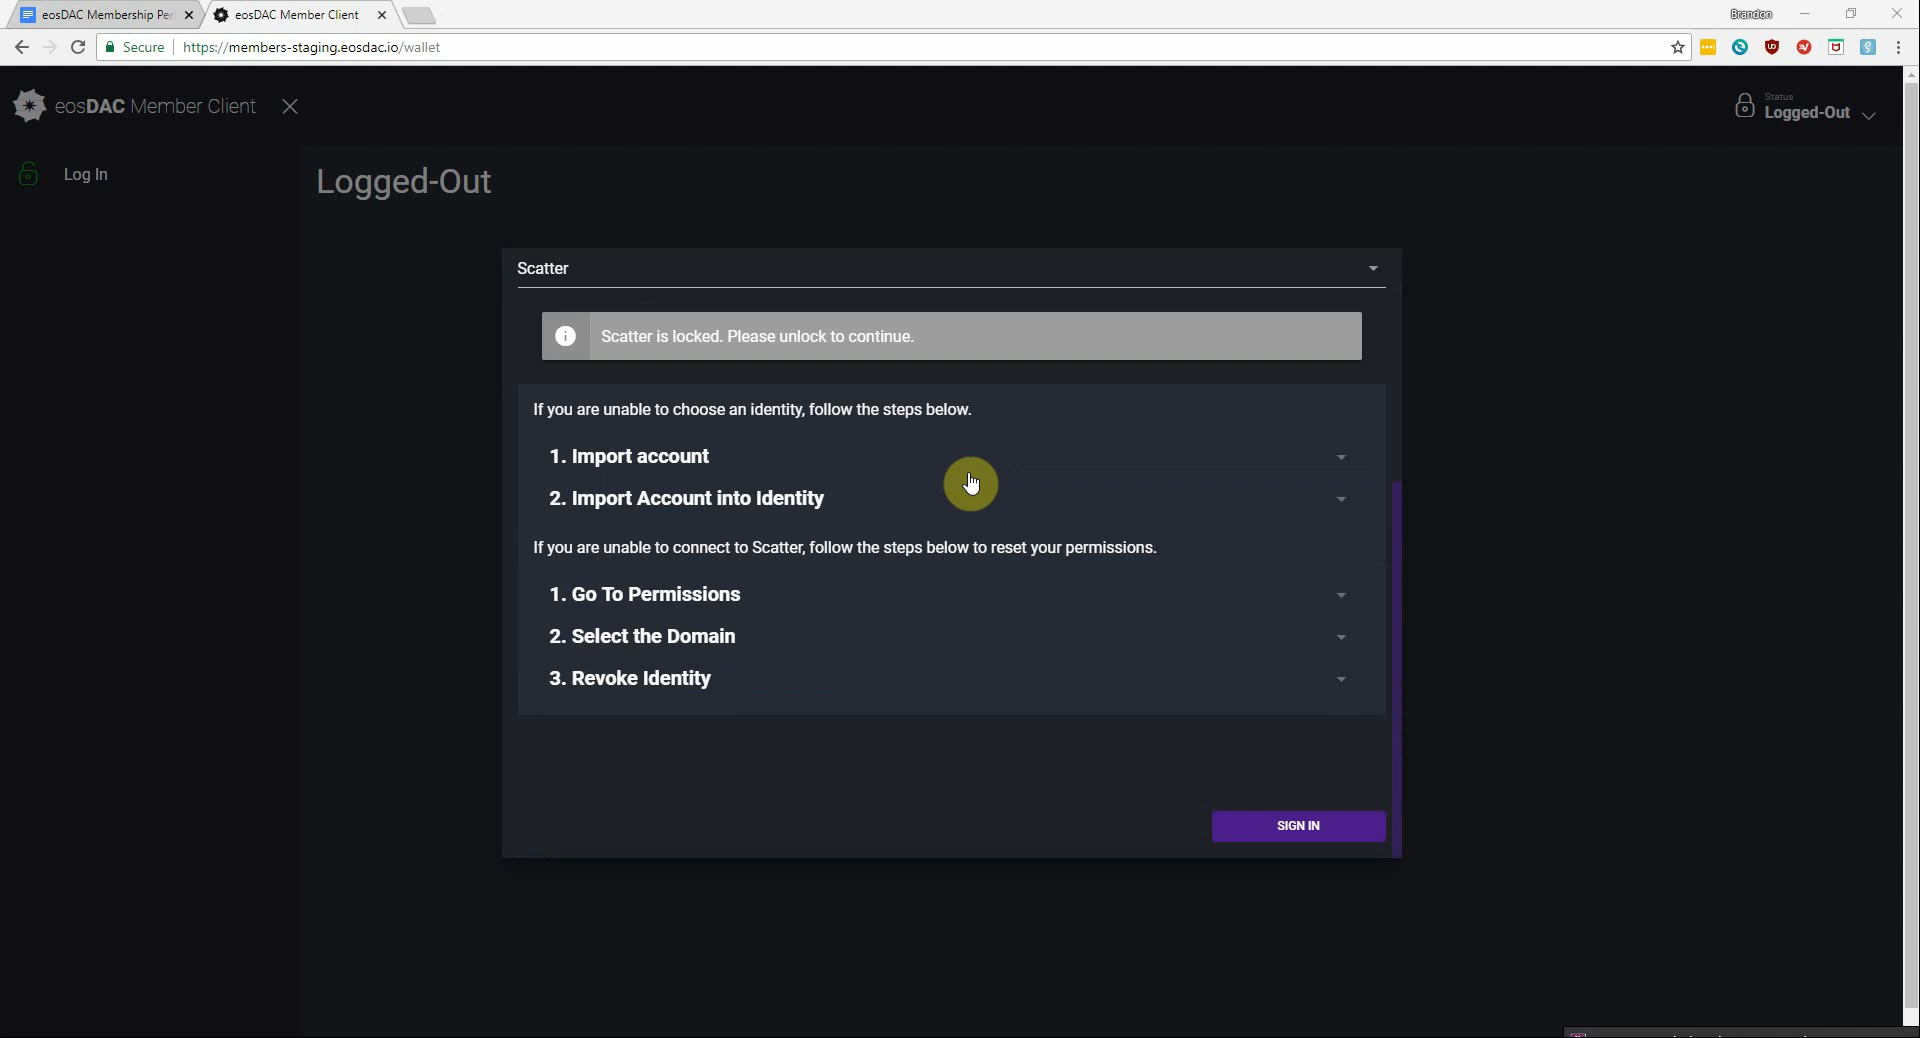 eosDAC Membership Per
eosDAC Member Client
Brandon
Secure
https://members-staging.eosdac.io/wallet
eosDAC Member Client
Status
Logged-Out
Log In
Logged-Out
Scatter
Scatter is locked. Please unlock to continue.
If you are unable to choose an identity, follow the steps below.
1. Import account
2. Import Account into Identity
If you are unable to connect to Scatter, follow the steps below to reset your permissions.
1. Go To Permissions
2. Select the Domain
3. Revoke Identity
SIGN IN